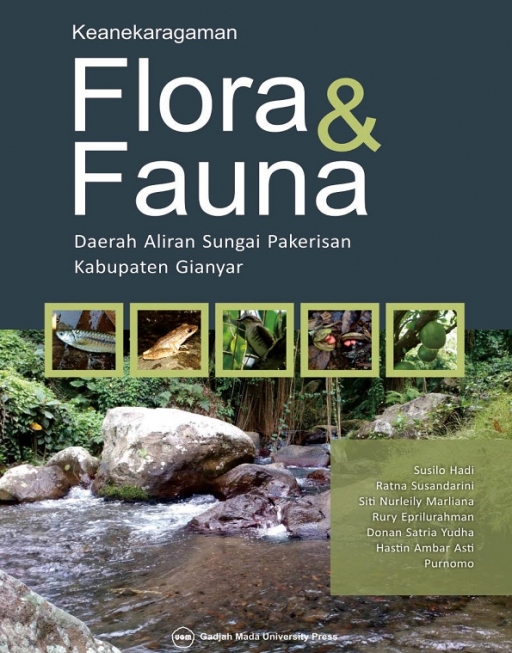 Keanekaragaman
Flora &
Fauna
Daerah Aliran Sungai Pakerisan
Kabupaten Gianyar
Susilo Hadi
Ratna Susandarini
Siti Nurleily Marliana
Rury Eprilurahman
Donan Satria Yudha
Hastin Ambar Asti
Purnomo
UGM Gadjah Mada University Press